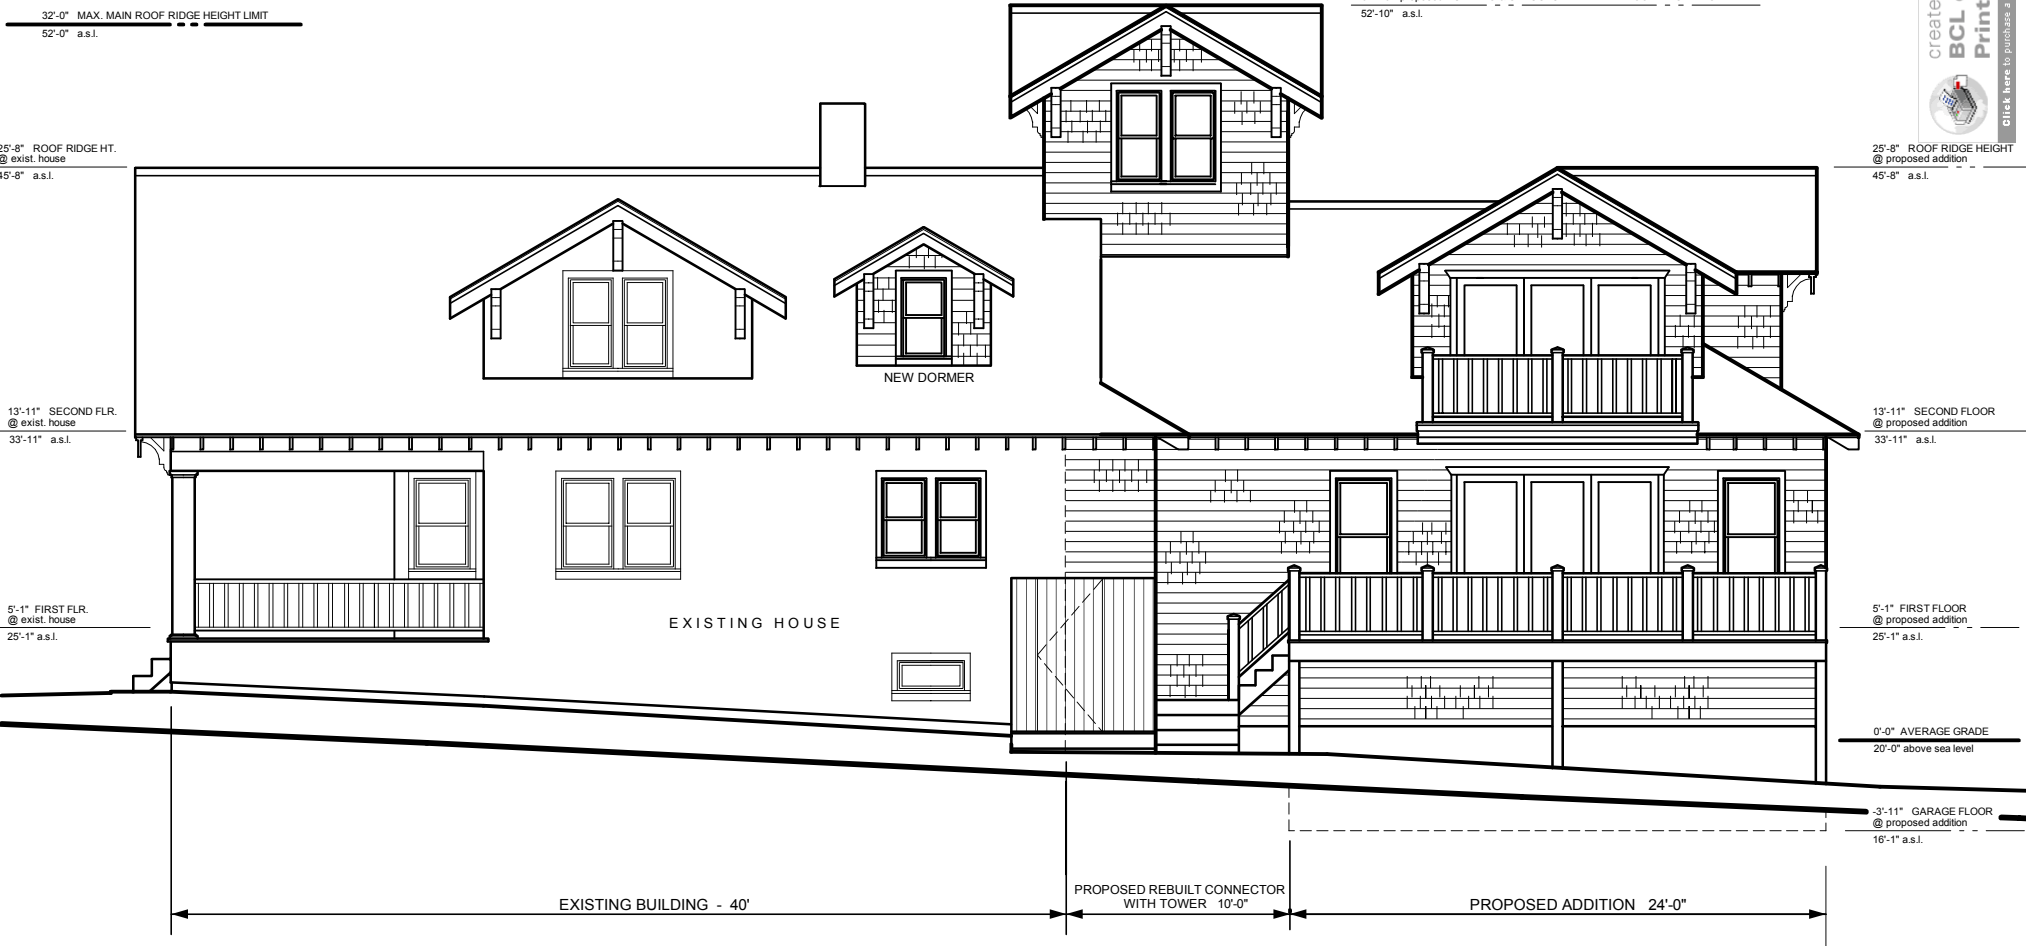 32'-0" MAX. MAIN ROOF RIDGE HEIGHT LIMIT
52'-0" a.s.l.
52'-10" a.s.l.
create
BCL
Print
Click here to purchase a
25'-8" ROOF RIDGE HT.
@ exist. house
45'-8" a.s.l.
25'-8" ROOF RIDGE HEIGHT
@ proposed addition
45'-8" a.s.l.
NEW DORMER
13'-11" SECOND FLR.
@ exist. house
33'-11" a.s.l.
13'-11" SECOND FLOOR
@ proposed addition
33'-11" a.s.l.
5'-1" FIRST FLR.
@ exist. house
25'-1" a.s.l.
EXISTING HOUSE
5'-1" FIRST FLOOR
@ proposed addition
25'-1" a.s.l.
0'-0" AVERAGE GRADE
20'-0" above sea level
-3'-11" GARAGE FLOOR
@ proposed addition
16'-1" a.s.l.
EXISTING BUILDING - 40'
PROPOSED REBUILT CONNECTOR
WITH TOWER 10'-0"
PROPOSED ADDITION 24'-0"